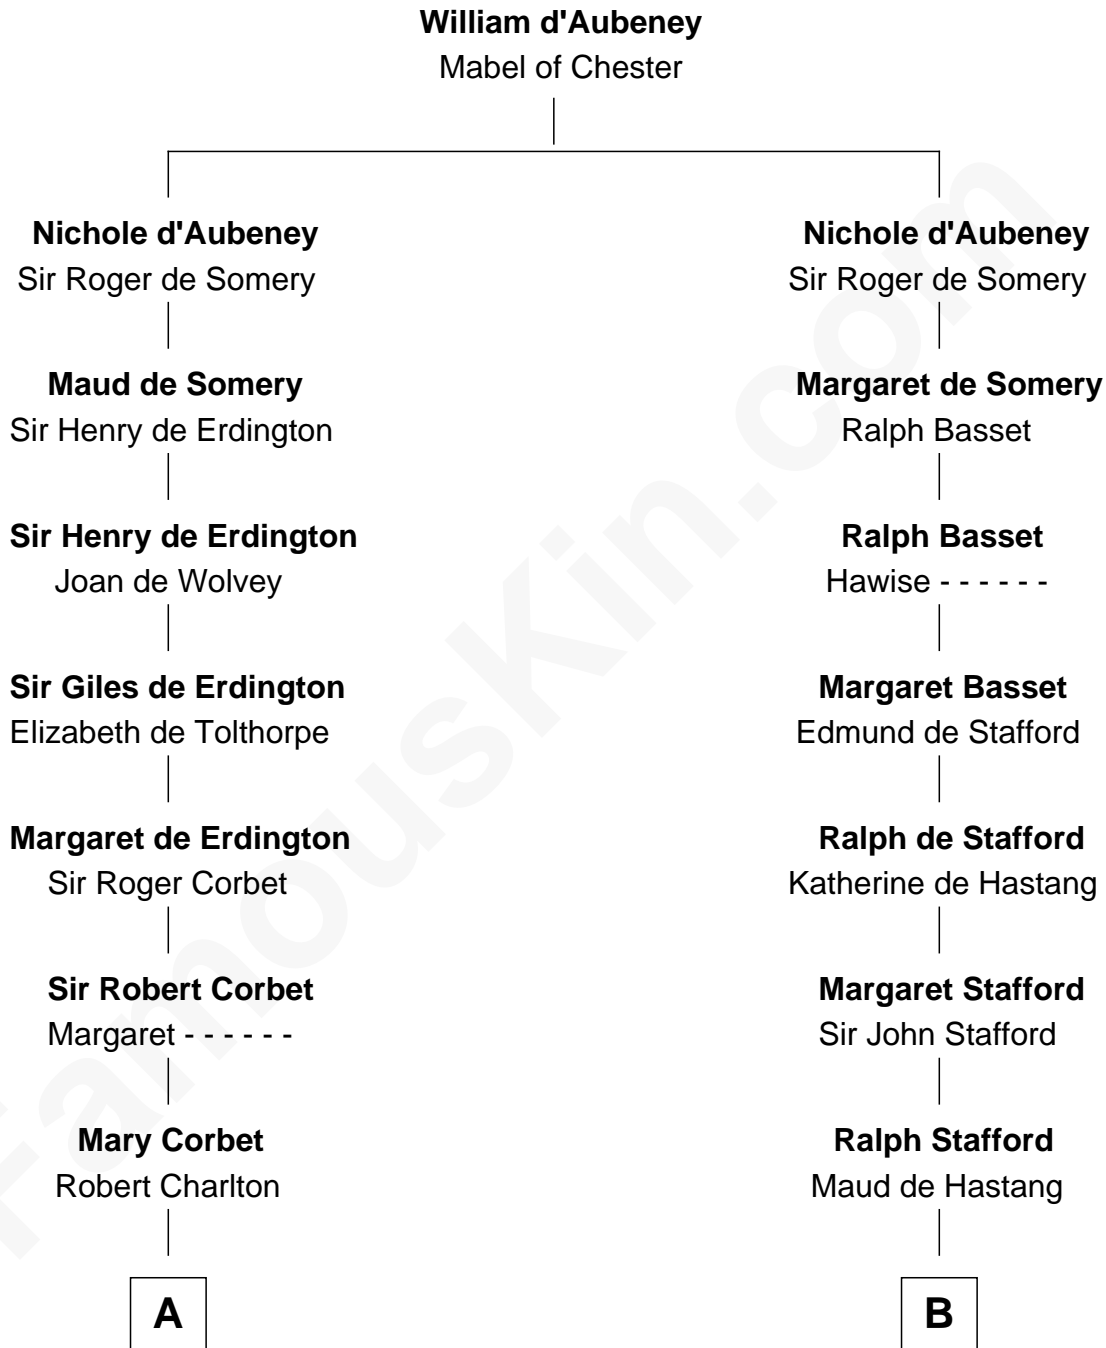 William d'Aubeney
Mabel of Chester
Nichole d'Aubeney
Sir Roger de Somery
Nichole d'Aubeney
Sir Roger de Somery
Maud de Somery
Sir Henry de Erdington
Margaret de Somery
Ralph Basset
Sir Henry de Erdington
Joan de Wolvey
Ralph Basset
Hawise - - - - - -
Sir Giles de Erdington
Elizabeth de Tolthorpe
Margaret Basset
Edmund de Stafford
Margaret de Erdington
Sir Roger Corbet
Ralph de Stafford
Katherine de Hastang
Sir Robert Corbet
Margaret - - - - - -
Margaret Stafford
Sir John Stafford
Mary Corbet
Robert Charlton
Ralph Stafford
Maud de Hastang
A
B
FamousKin.com